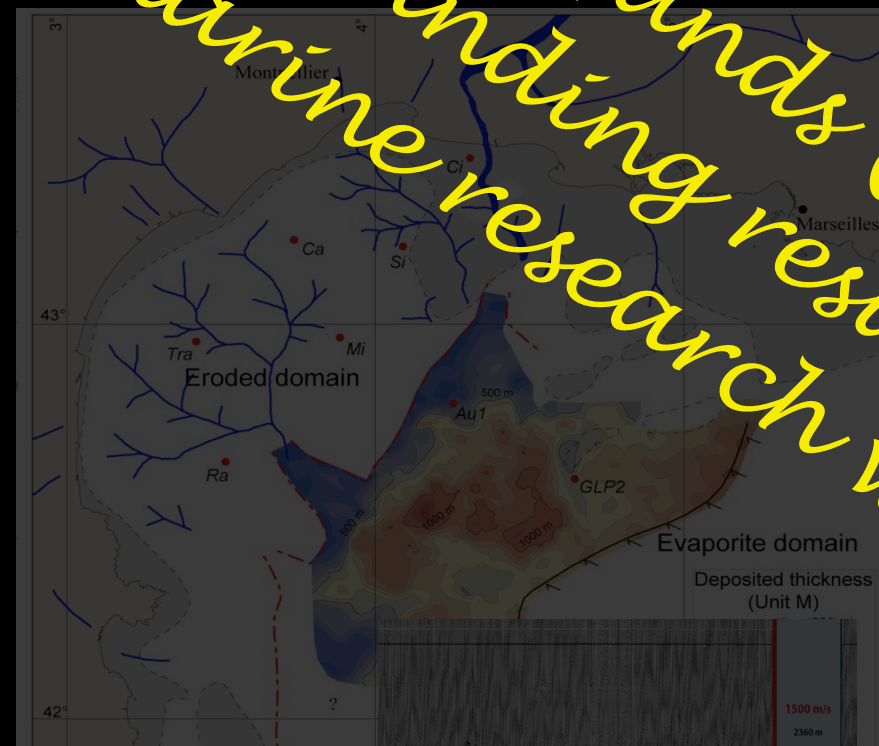 ands
nding
arine research
3°
4°
Montpellier
Ci
Marseilles
Ca
Si
43°
Tra
Mi
Eroded domain
500 m
Au1
Ra
GLP2
500 m
1000 m
1000 m
Evaporite domain
Deposited thickness
(Unit M)
1500 m/s
2360 m
?
42°